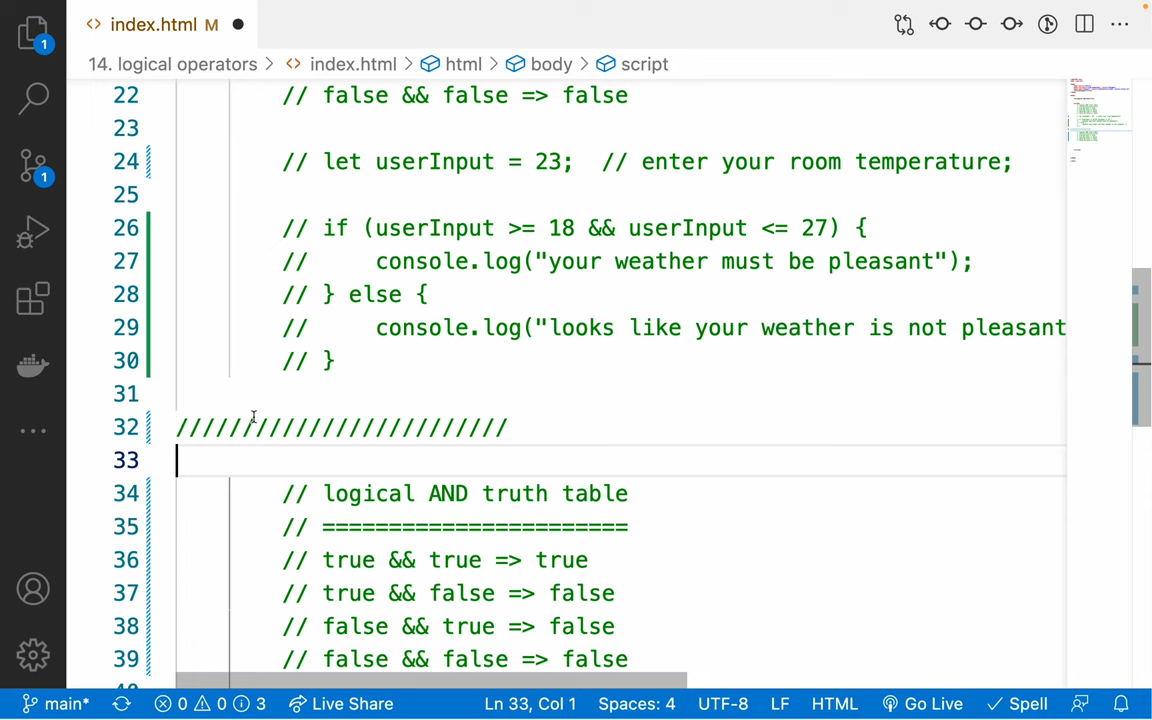 index.html M
14. logical operators > index.html > html > body > script
22 // false && false => false
23
24 // let userInput = 23; // enter your room temperature;
25
26 // if (userInput >= 18 && userInput <= 27) {
27 // console.log("your weather must be pleasant");
28 // } else {
29 // console.log("looks like your weather is not pleasant
30 // }
31
32 /////////////////////////
33
34 // logical AND truth table
35 // =======================
36 // true && true => true
37 // true && false => false
38 // false && true => false
39 // false && false => false
1
1
main* 0 0 3 Live Share Ln 33, Col 1 Spaces: 4 UTF-8 LF HTML Go Live Spell